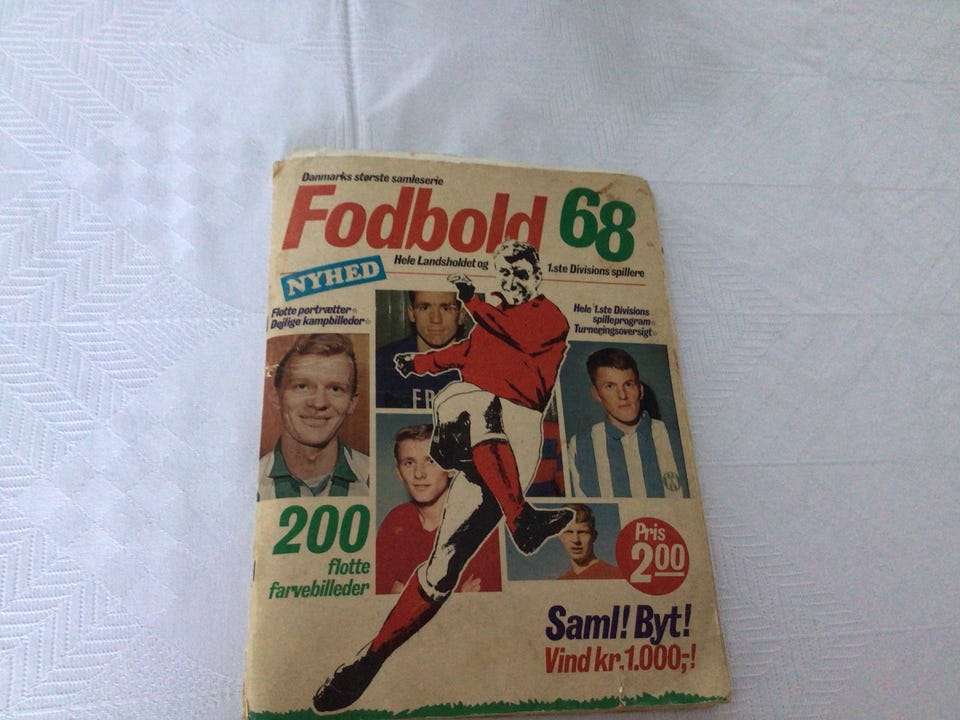 Danmarks største samleserie
Fodbold 68
NYHED
Hele Landsholdet og 1.ste Divisions spillere
Flotte portrætter
Dejlige kampbilleder
Hele 1.ste Divisions
spilleprogram
Turneringsoversigt
FR
200
flotte
farvebilleder
Pris
2.00
Saml! Byt!
Vind kr. 1.000,-!